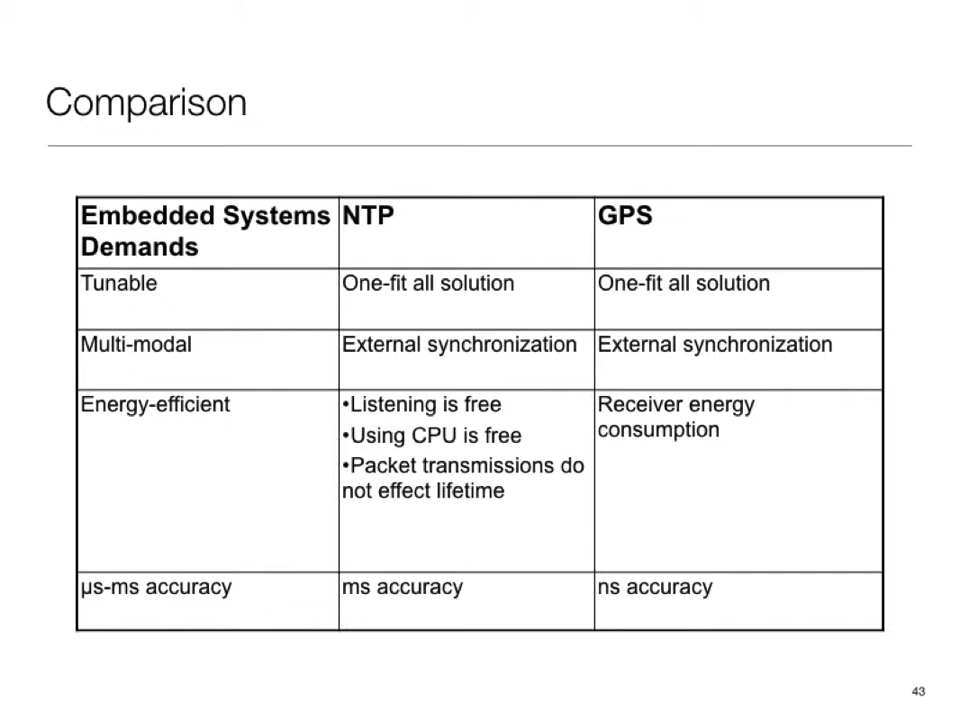 Comparison
Embedded Systems Demands
NTP
GPS
Tunable
One-fit all solution
One-fit all solution
Multi-modal
External synchronization
External synchronization
Energy-efficient
•Listening is free
•Using CPU is free
•Packet transmissions do
not effect lifetime
Receiver energy
consumption
µs-ms accuracy
ms accuracy
ns accuracy
43